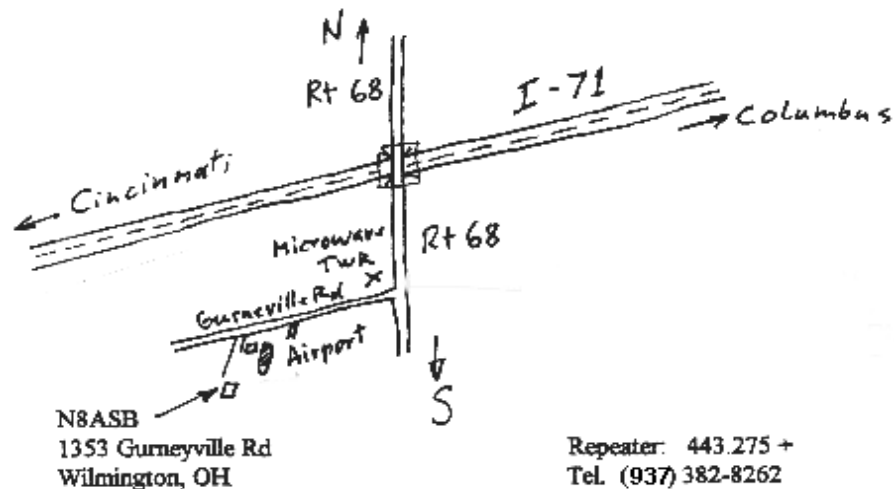 N
Rt 68
I-71
Columbus
Cincinnati
Microwave
TWR
Rt 68
Gurneville Rd
Airport
S
N8ASB
1353 Gurneyville Rd
Wilmington, OH
Repeater: 443.275 +
Tel. (937) 382-8262